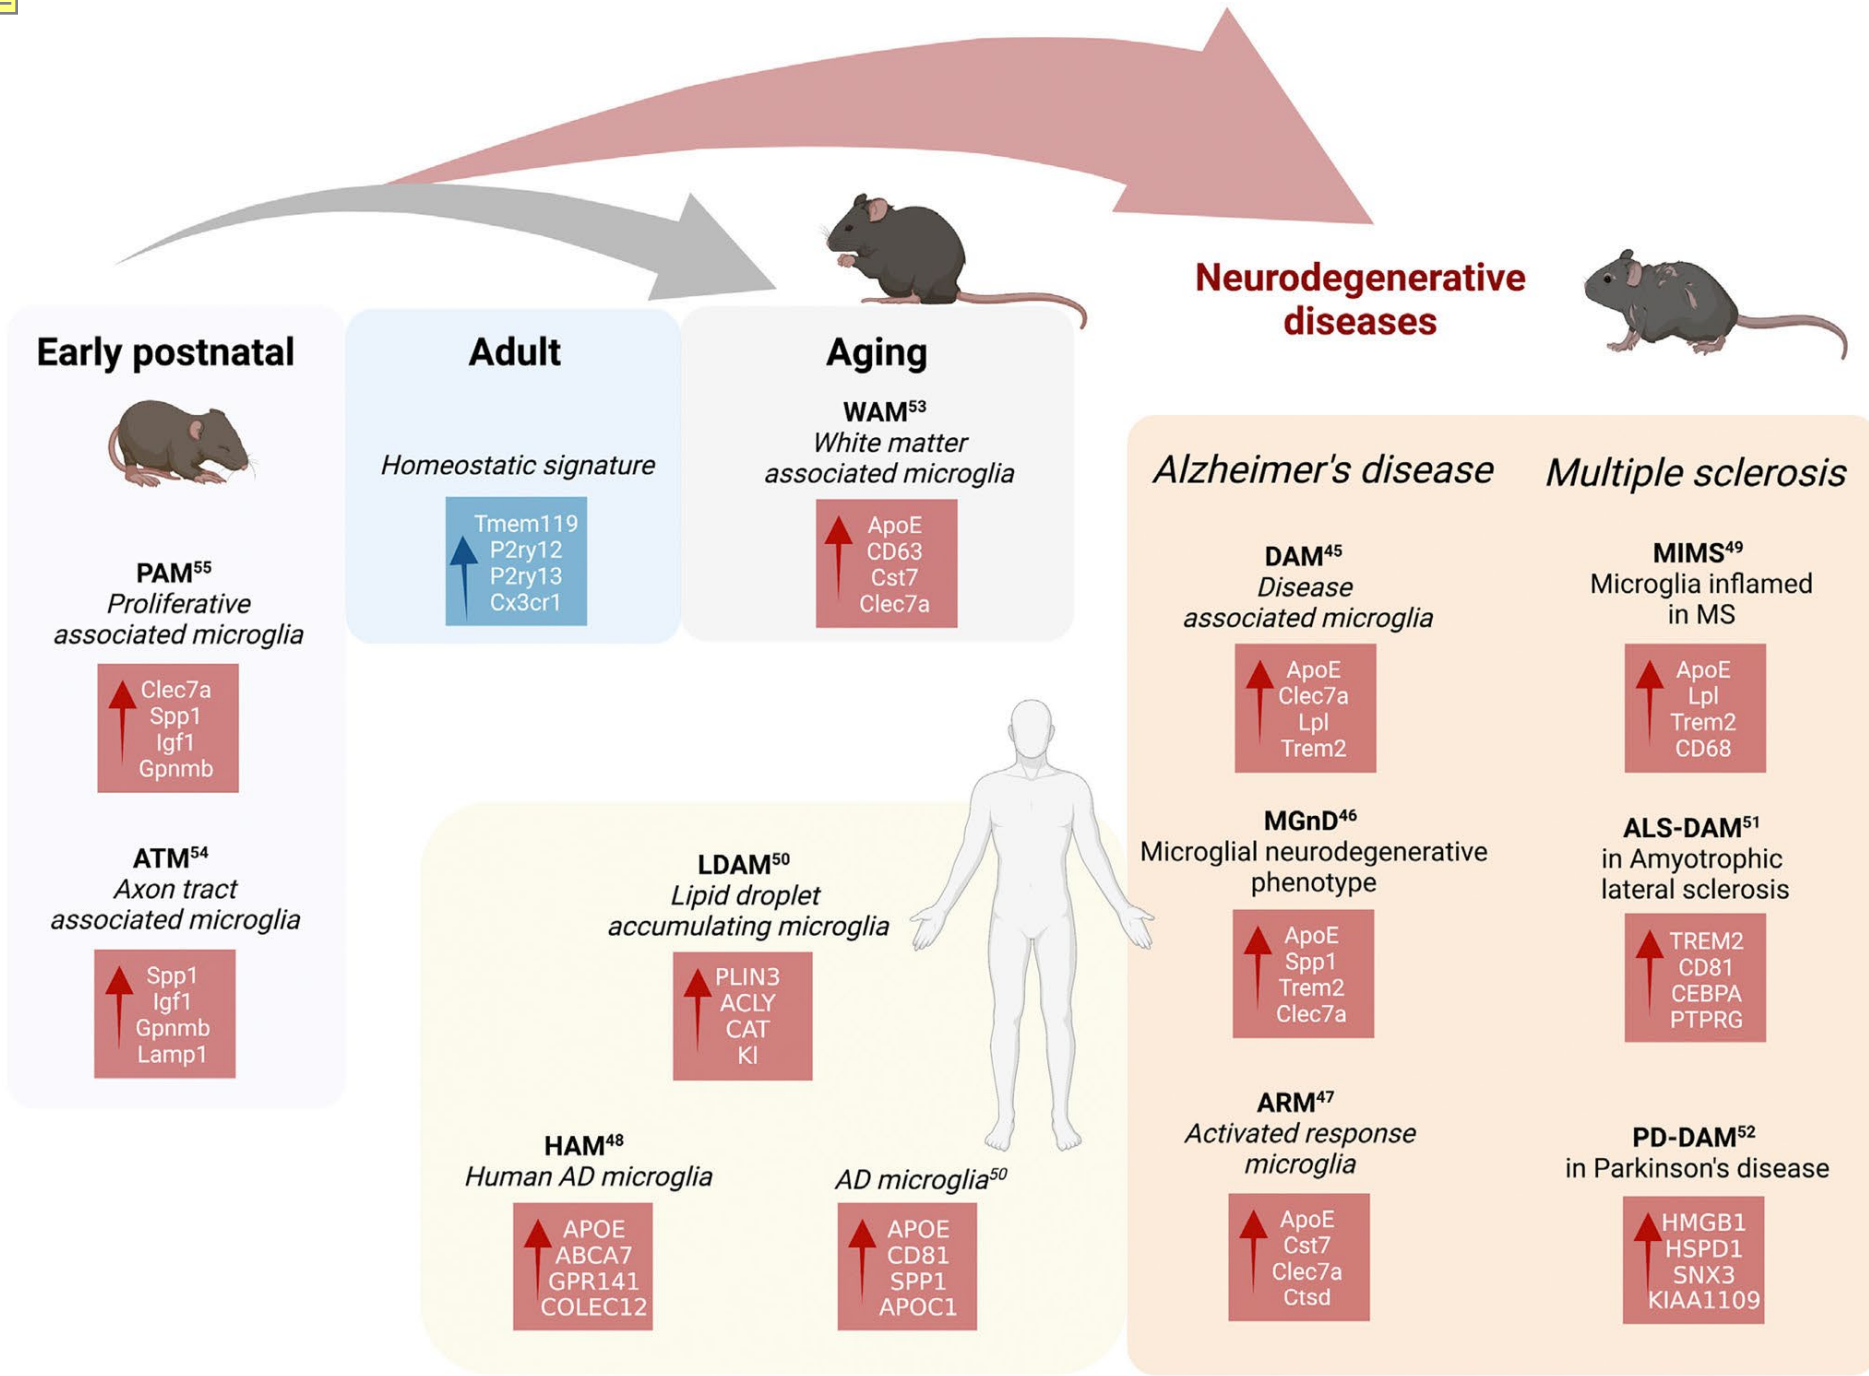 Neurodegenerative
diseases
Early postnatal
PAM55
Proliferative
associated microglia
Clec7a
Spp1
Igf1
Gpnmb
ATM54
Axon tract
associated microglia
Spp1
Igf1
Gpnmb
Lamp1
Adult
Homeostatic signature
Tmem119
P2ry12
P2ry13
Cx3cr1
Aging
WAM53
White matter
associated microglia
ApoE
CD63
Cst7
Clec7a
LDAM50
Lipid droplet
accumulating microglia
PLIN3
ACLY
CAT
KI
HAM48
Human AD microglia
APOE
ABCA7
GPR141
COLEC12
AD microglia50
APOE
CD81
SPP1
APOC1
Alzheimer's disease
DAM45
Disease
associated microglia
ApoE
Clec7a
Lpl
Trem2
MGnD46
Microglial neurodegenerative
phenotype
ApoE
Spp1
Trem2
Clec7a
ARM47
Activated response
microglia
ApoE
Cst7
Clec7a
Ctsd
Multiple sclerosis
MIMS49
Microglia inflamed
in MS
ApoE
Lpl
Trem2
CD68
ALS-DAM51
in Amyotrophic
lateral sclerosis
TREM2
CD81
CEBPA
PTPRG
PD-DAM52
in Parkinson's disease
HMGB1
HSPD1
SNX3
KIAA1109